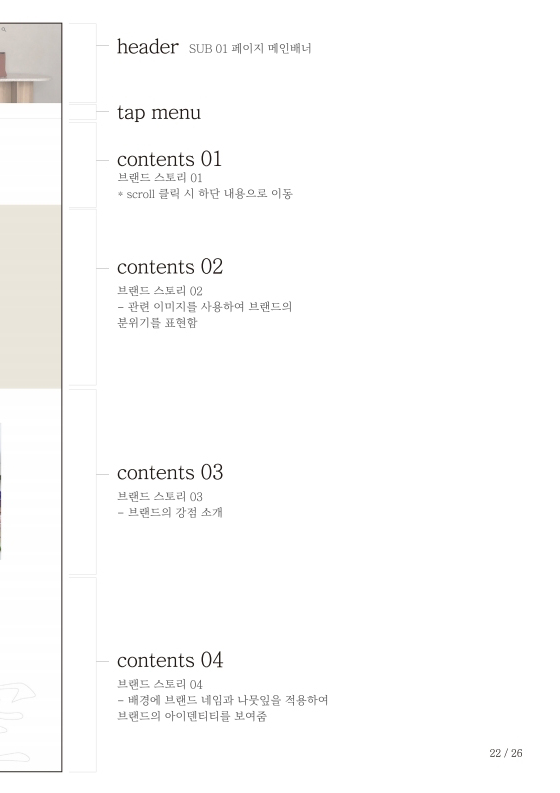 header SUB 01 페이지 메인배너
tap menu
contents 01
브랜드 스토리 01
* scroll 클릭 시 하단 내용으로 이동
contents 02
브랜드 스토리 02
– 관련 이미지를 사용하여 브랜드의
분위기를 표현함
contents 03
브랜드 스토리 03
– 브랜드의 강점 소개
contents 04
브랜드 스토리 04
– 배경에 브랜드 네임과 나뭇잎을 적용하여
브랜드의 아이덴티티를 보여줌
22 / 26